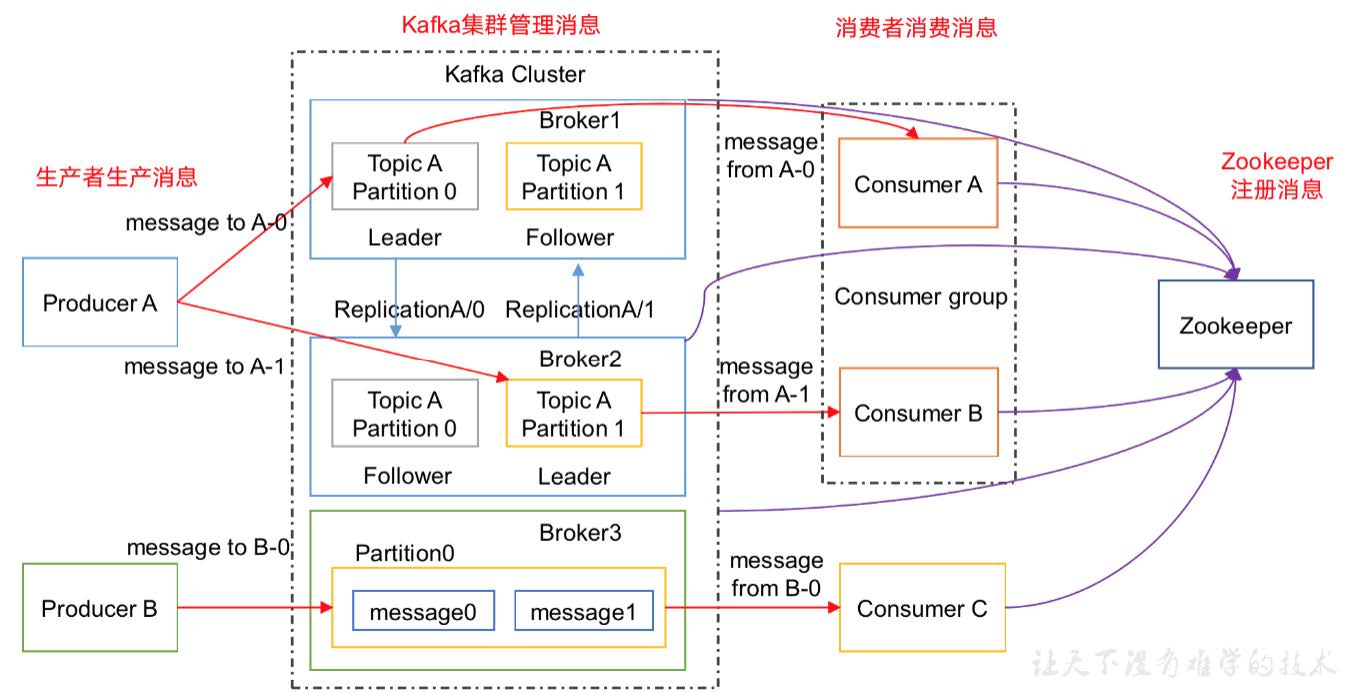 Kafka集群管理消息
消费者消费消息
Kafka Cluster
生产者生产消息
Zookeeper
注册消息
Broker1
Topic A
Partition 0
Topic A
Partition 1
Leader
Follower
message to A-0
message
from A-0
Consumer A
Producer A
ReplicationA/0
ReplicationA/1
Consumer group
Zookeeper
message to A-1
Broker2
Topic A
Partition 0
Topic A
Partition 1
Follower
Leader
message
from A-1
Consumer B
message to B-0
Broker3
Partition0
message0
message1
message
from B-0
Producer B
Consumer C
让天下没有难学的技术